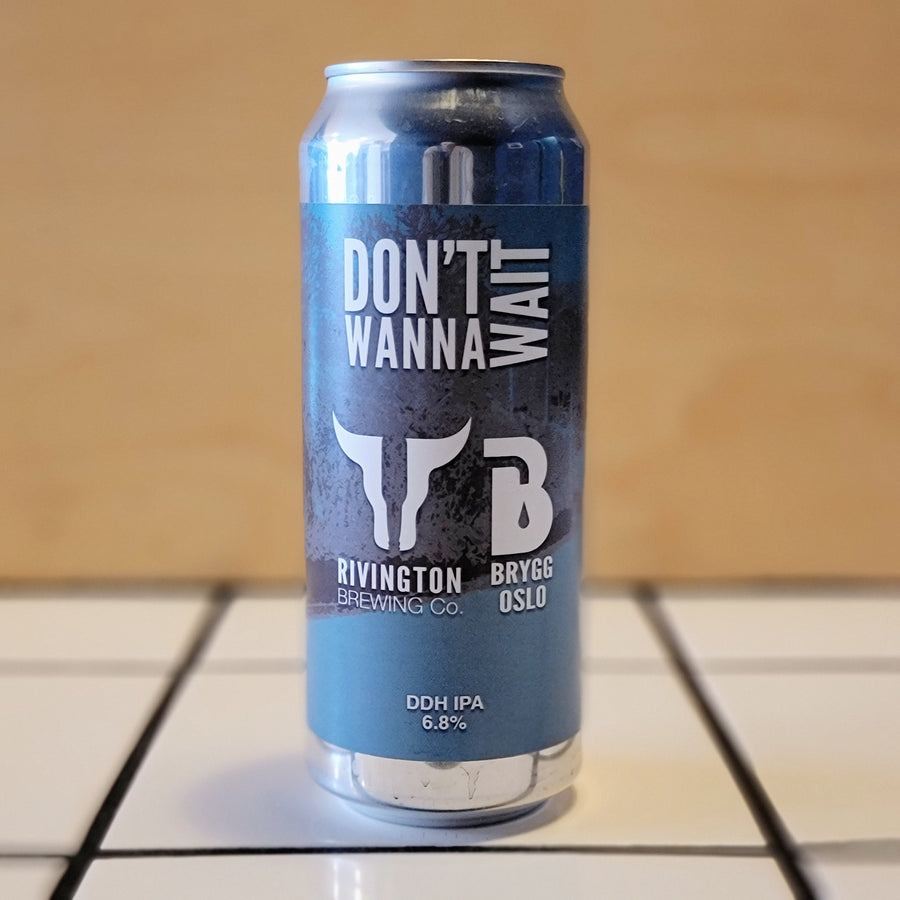 DON'T
WANNA
WAIT
RIVINGTON
BREWING Co.
B
BRYGG
OSLO
DDH IPA
6.8%